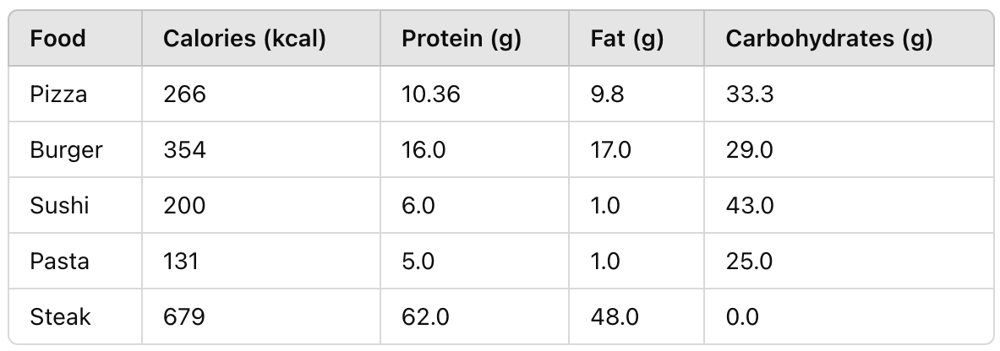 Food Calories (kcal) Protein (g) Fat (g) Carbohydrates (g)
Pizza 266 10.36 9.8 33.3
Burger 354 16.0 17.0 29.0
Sushi 200 6.0 1.0 43.0
Pasta 131 5.0 1.0 25.0
Steak 679 62.0 48.0 0.0